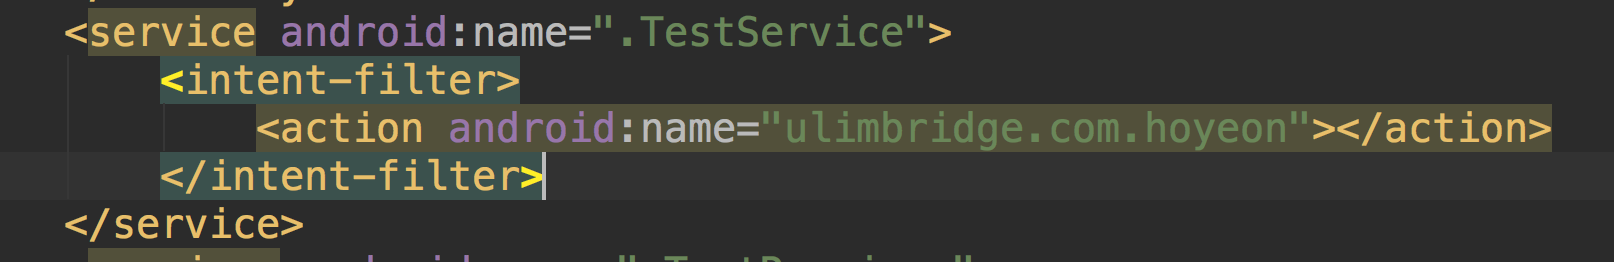 <service android:name=".TestService">
<intent-filter>
<action android:name="ulimbridge.com.hoyeon"></action>
</intent-filter>
</service>